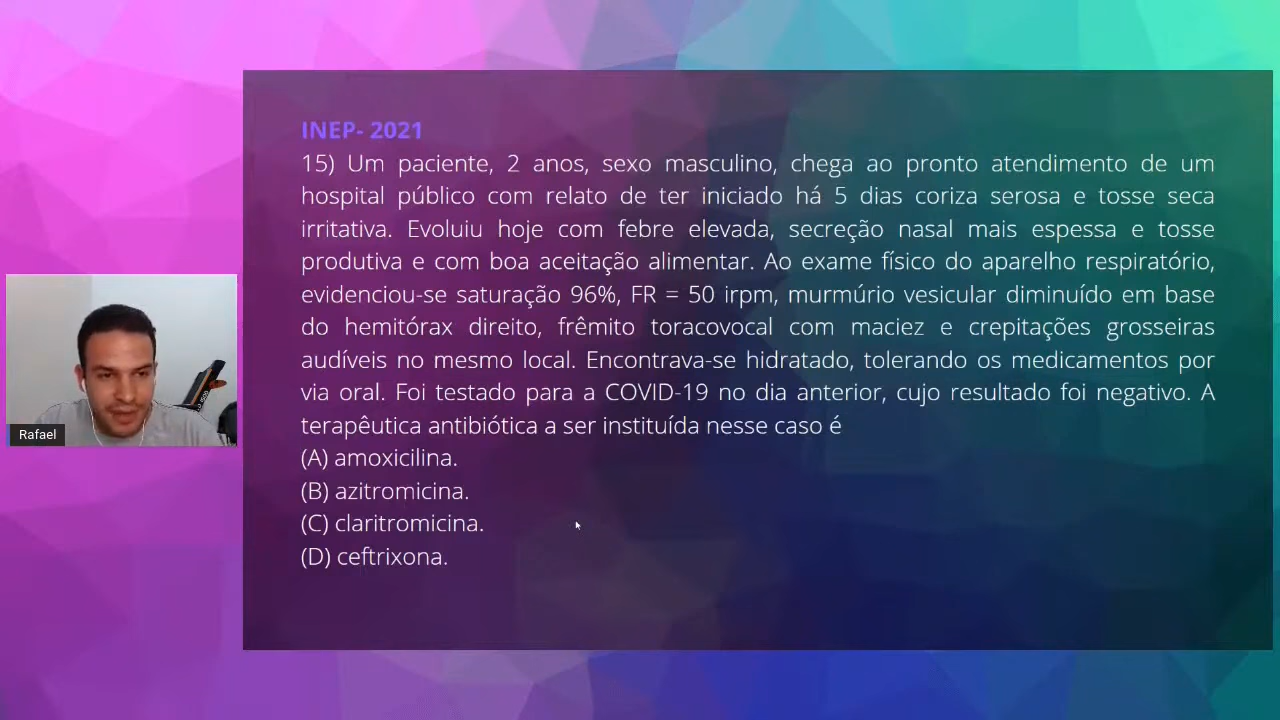 INEP- 2021
15) Um paciente, 2 anos, sexo masculino, chega ao pronto atendimento de um
hospital público com relato de ter iniciado há 5 dias coriza serosa e tosse seca
irritativa. Evoluiu hoje com febre elevada, secreção nasal mais espessa e tosse
produtiva e com boa aceitação alimentar. Ao exame físico do aparelho respiratório,
evidenciou-se saturação 96%, FR = 50 irpm, murmúrio vesicular diminuído em base
do hemitórax direito, frêmito toracovocal com maciez e crepitações grosseiras
audíveis no mesmo local. Encontrava-se hidratado, tolerando os medicamentos por
via oral. Foi testado para a COVID-19 no dia anterior, cujo resultado foi negativo. A
terapêutica antibiótica a ser instituída nesse caso é
(A) amoxicilina.
(B) azitromicina.
(C) claritromicina.
(D) ceftrixona.
Rafael